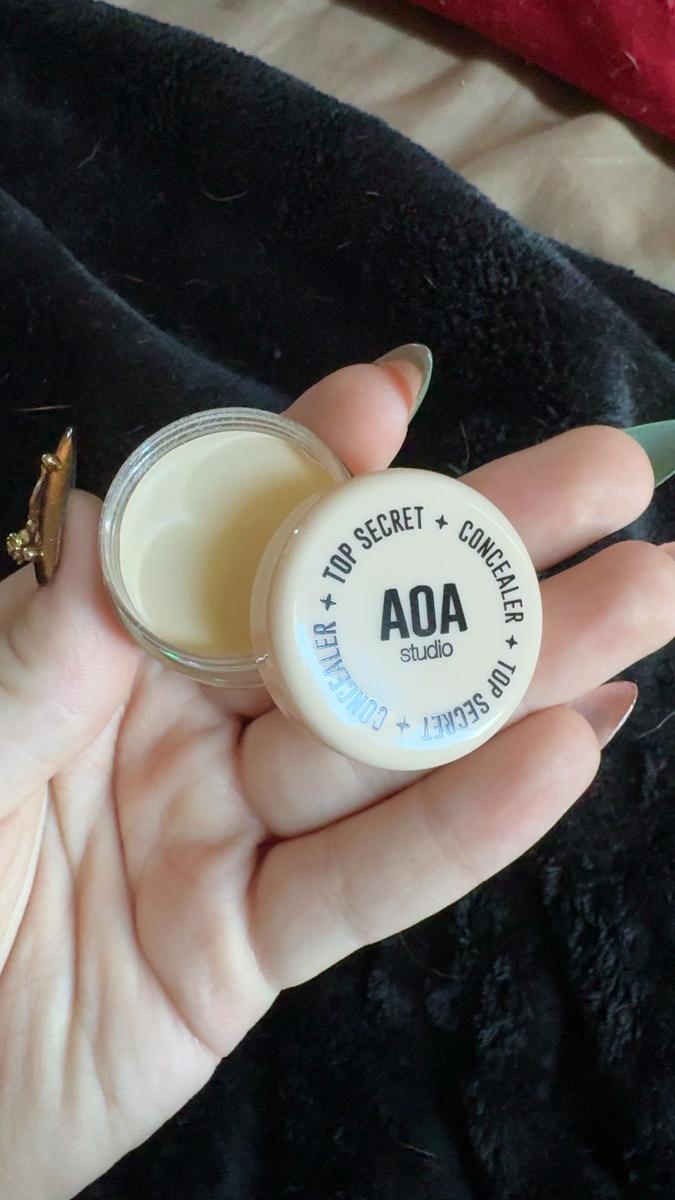 TOP SECRET ✦ CONCEALER ✦ TOP SECRET ✦ CONCEALER ✦
AOA
studio